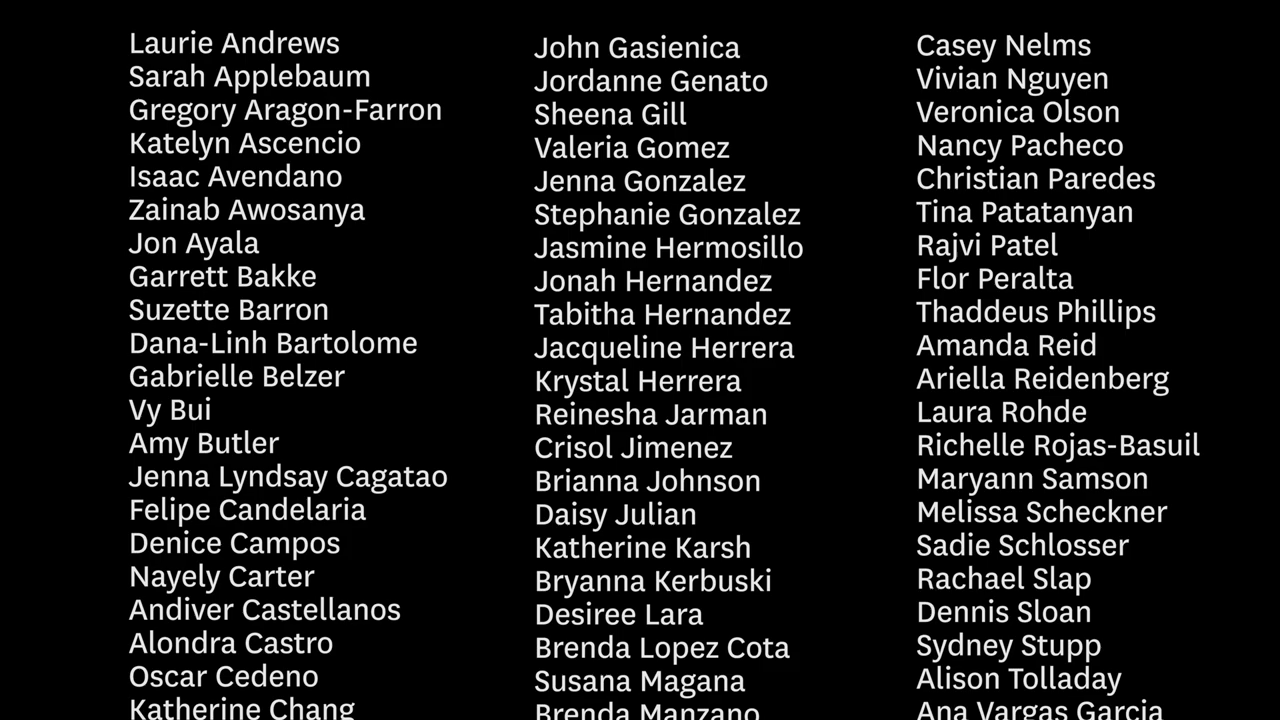 Laurie Andrews
Sarah Applebaum
Gregory Aragon-Farron
Katelyn Ascencio
Isaac Avendano
Zainab Awosanya
Jon Ayala
Garrett Bakke
Suzette Barron
Dana-Linh Bartolome
Gabrielle Belzer
Vy Bui
Amy Butler
Jenna Lyndsay Cagatao
Felipe Candelaria
Denice Campos
Nayely Carter
Andiver Castellanos
Alondra Castro
Oscar Cedeno
Katherine Chang
John Gasienica
Jordanne Genato
Sheena Gill
Valeria Gomez
Jenna Gonzalez
Stephanie Gonzalez
Jasmine Hermosillo
Jonah Hernandez
Tabitha Hernandez
Jacqueline Herrera
Krystal Herrera
Reinesha Jarman
Crisol Jimenez
Brianna Johnson
Daisy Julian
Katherine Karsh
Bryanna Kerbuski
Desiree Lara
Brenda Lopez Cota
Susana Magana
Brenda Manzano
Casey Nelms
Vivian Nguyen
Veronica Olson
Nancy Pacheco
Christian Paredes
Tina Patatanyan
Rajvi Patel
Flor Peralta
Thaddeus Phillips
Amanda Reid
Ariella Reidenberg
Laura Rohde
Richelle Rojas-Basuil
Maryann Samson
Melissa Scheckner
Sadie Schlosser
Rachael Slap
Dennis Sloan
Sydney Stupp
Alison Tolladay
Ana Vargas Garcia